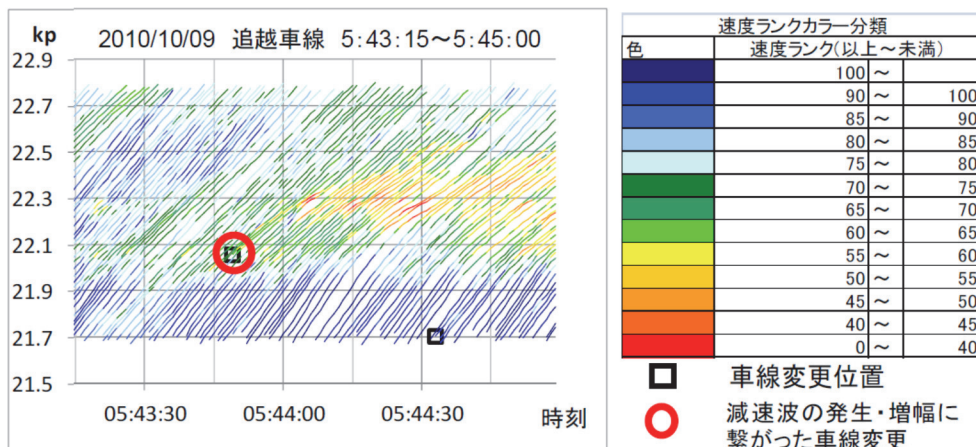 kp
2010/10/09 追越車線 5:43:15～5:45:00
22.9
22.7
22.5
22.3
22.1
21.9
21.7
21.5
05:43:30
05:44:00
05:44:30
時刻
速度ランクカラー分類
色 速度ランク(以上～未満)
100 ～
90 ～ 100
85 ～ 90
80 ～ 85
75 ～ 80
70 ～ 75
65 ～ 70
60 ～ 65
55 ～ 60
50 ～ 55
45 ～ 50
40 ～ 45
0 ～ 40
車線変更位置
減速波の発生・増幅に
繋がった車線変更